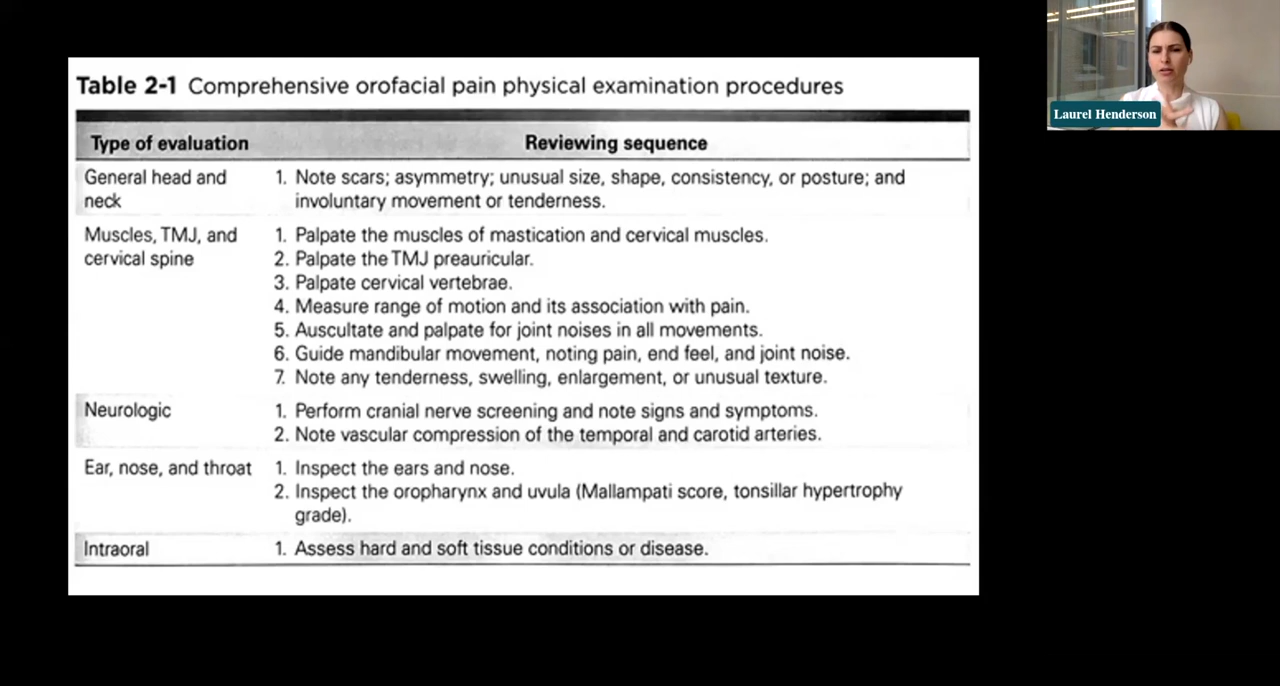 Table 2-1 Comprehensive orofacial pain physical examination procedures
Type of evaluation
Reviewing sequence
General head and neck
1. Note scars; asymmetry; unusual size, shape, consistency, or posture; and
involuntary movement or tenderness.
Muscles, TMJ, and
cervical spine
1. Palpate the muscles of mastication and cervical muscles.
2. Palpate the TMJ preauricular.
3. Palpate cervical vertebrae.
4. Measure range of motion and its association with pain.
5. Auscultate and palpate for joint noises in all movements.
6. Guide mandibular movement, noting pain, end feel, and joint noise.
7. Note any tenderness, swelling, enlargement, or unusual texture.
Neurologic
1. Perform cranial nerve screening and note signs and symptoms.
2. Note vascular compression of the temporal and carotid arteries.
Ear, nose, and throat
1. Inspect the ears and nose.
2. Inspect the oropharynx and uvula (Mallampati score, tonsillar hypertrophy
grade).
Intraoral
1. Assess hard and soft tissue conditions or disease.
Laurel Henderson